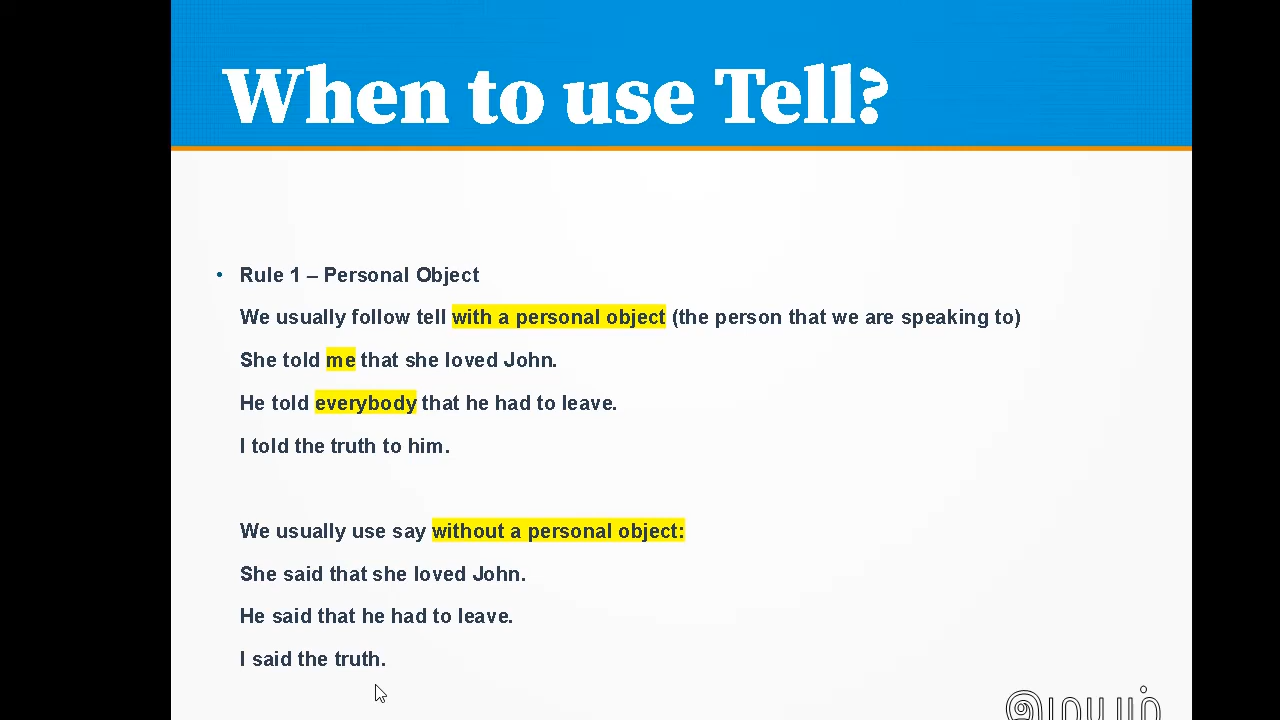 When to use Tell?
• Rule 1 – Personal Object
We usually follow tell with a personal object (the person that we are speaking to)
She told me that she loved John.
He told everybody that he had to leave.
I told the truth to him.
We usually use say without a personal object:
She said that she loved John.
He said that he had to leave.
I said the truth.